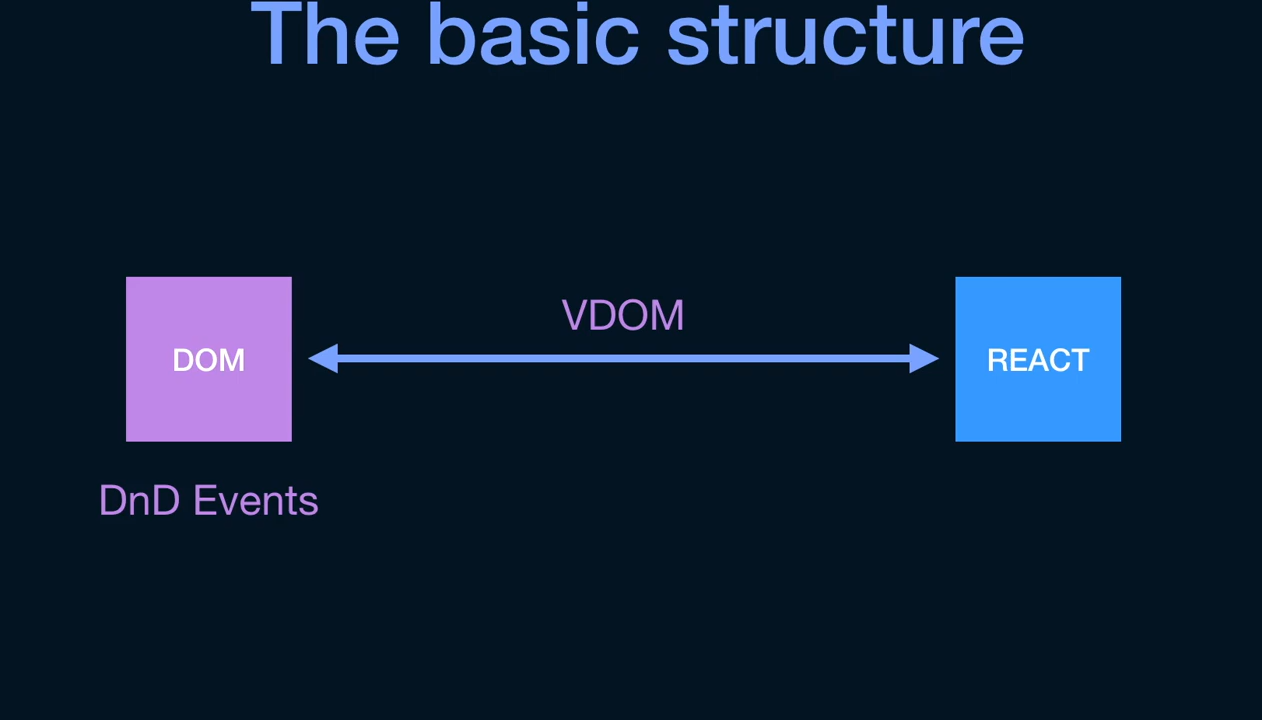 The basic structure
VDOM
DOM
REACT
DnD Events